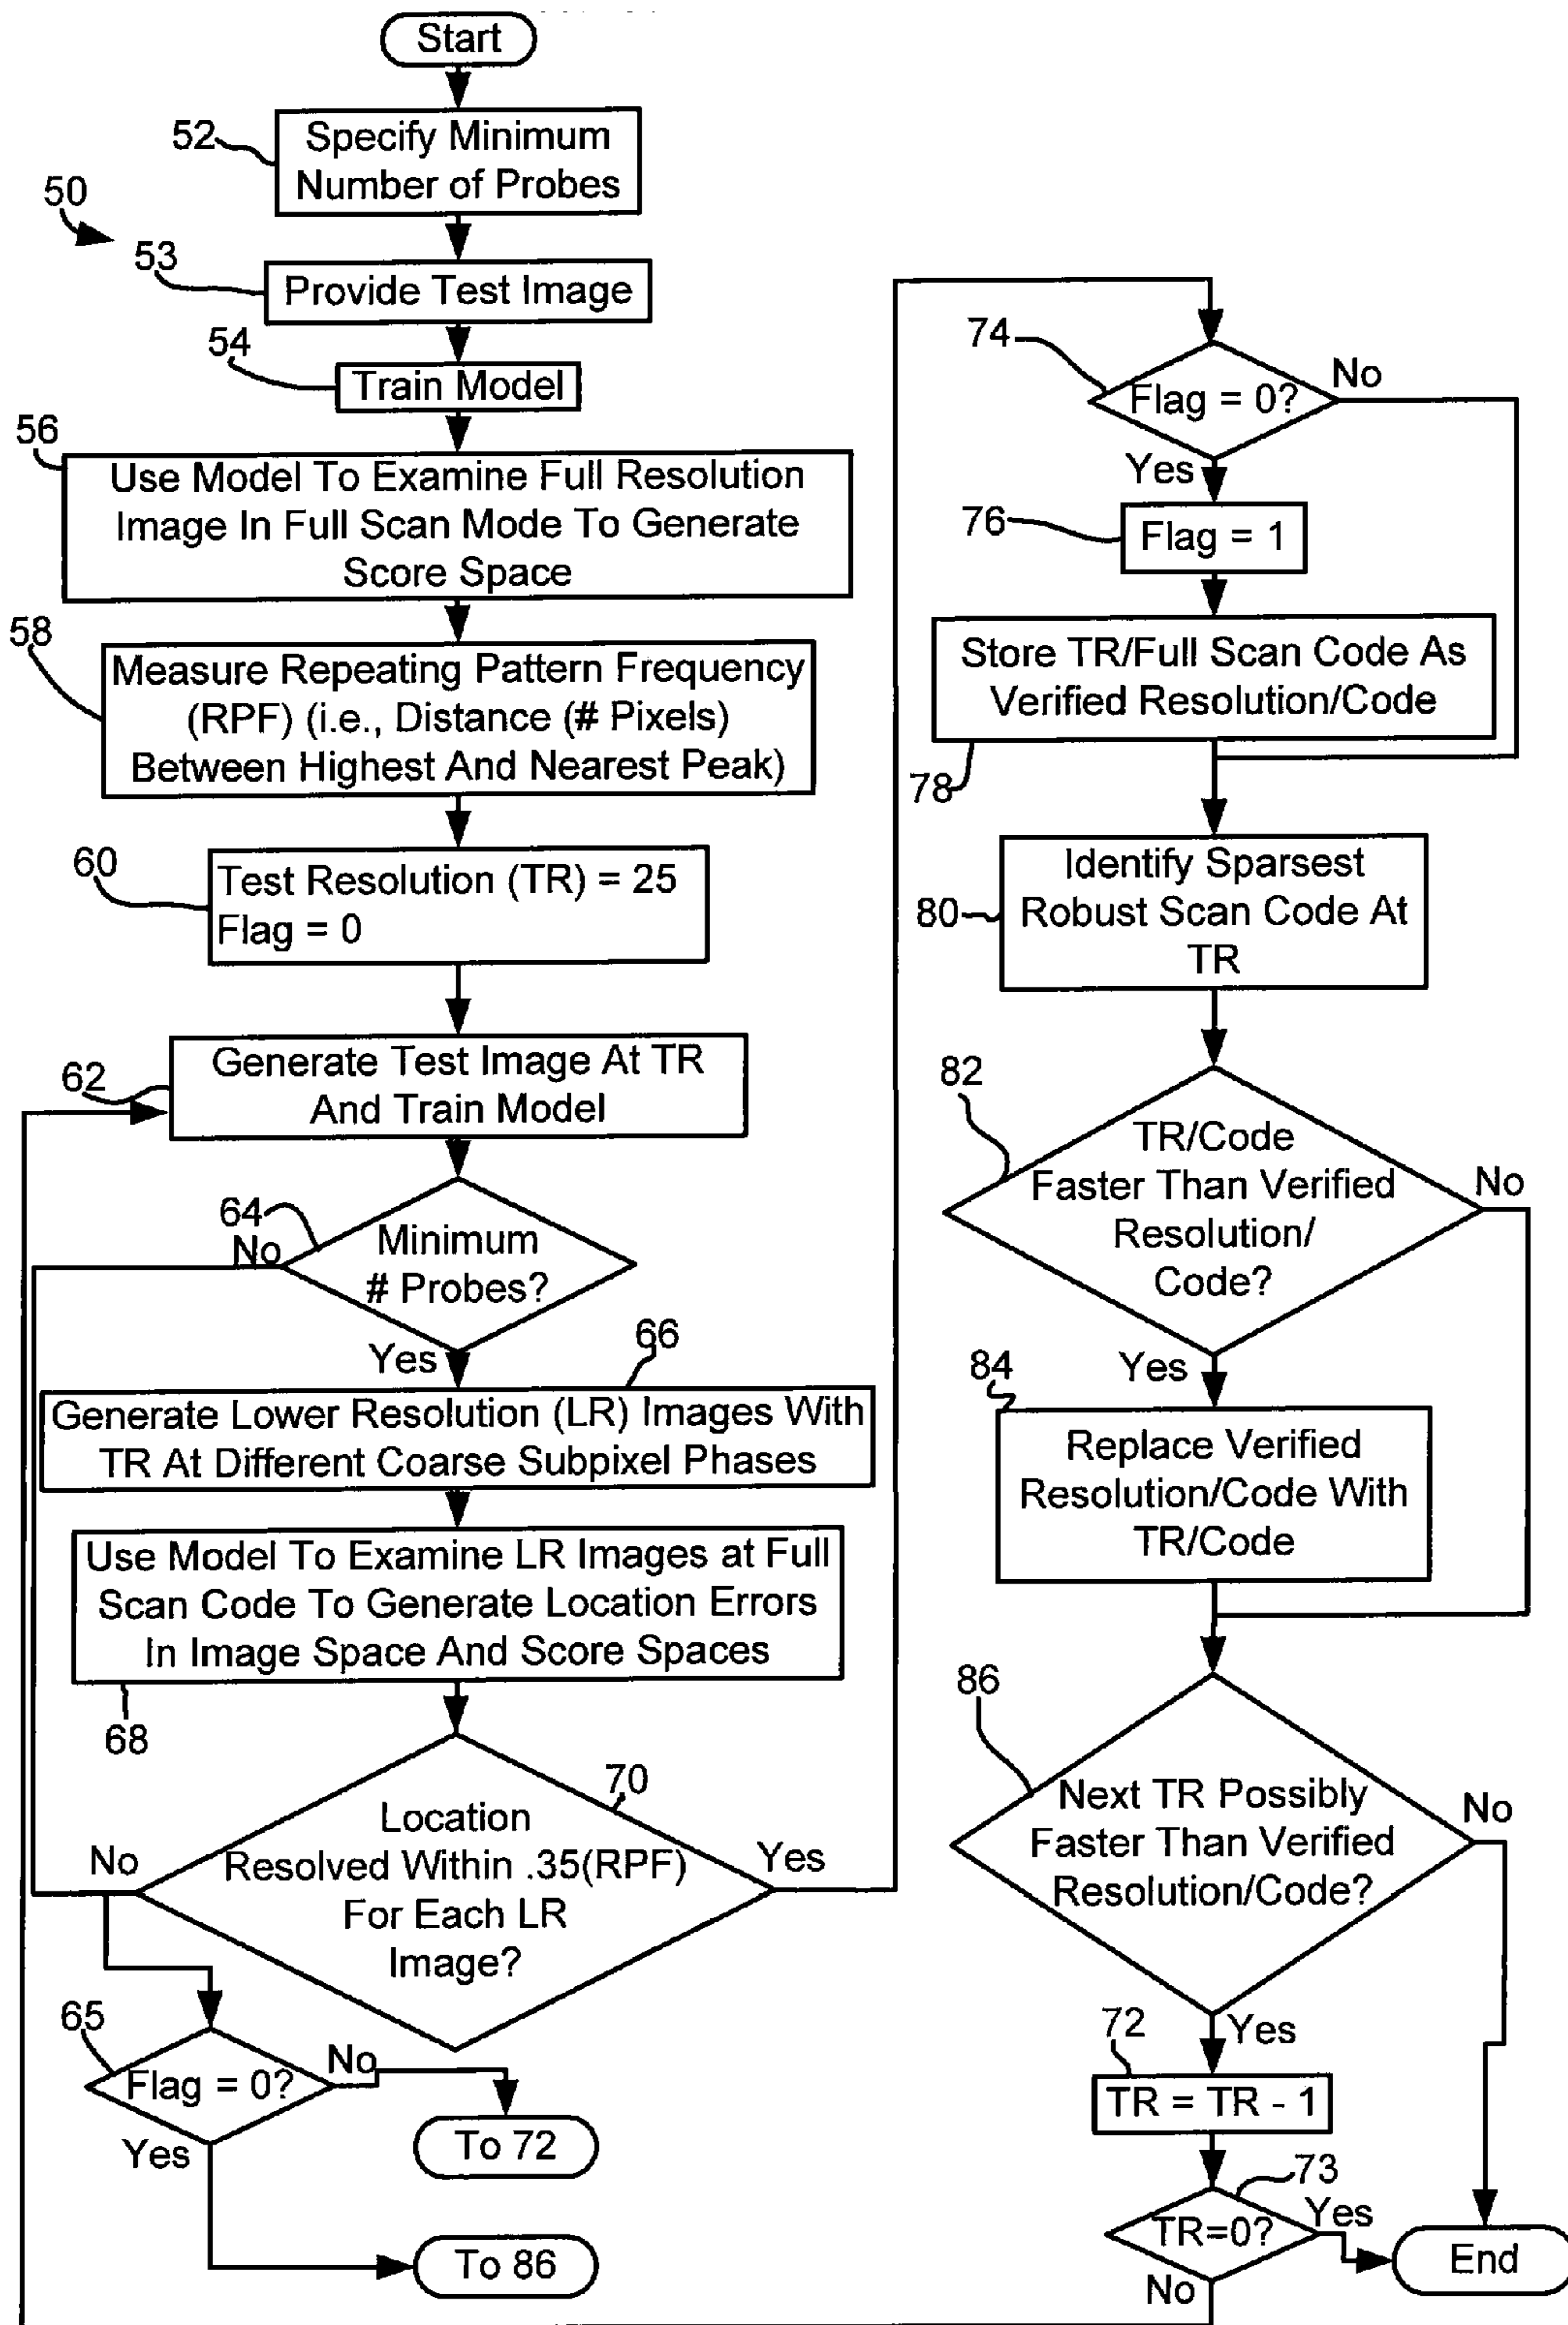 Start
52
Specify Minimum
Number of Probes
50
53
Provide Test Image
54
Train Model
56
Use Model To Examine Full Resolution
Image In Full Scan Mode To Generate
Score Space
58
Measure Repeating Pattern Frequency
(RPF) (i.e., Distance (# Pixels)
Between Highest And Nearest Peak)
60
Test Resolution (TR) = 25
Flag = 0
62
Generate Test Image At TR
And Train Model
64
No
Minimum
# Probes?
Yes
66
Generate Lower Resolution (LR) Images With
TR At Different Coarse Subpixel Phases
Use Model To Examine LR Images at Full
Scan Code To Generate Location Errors
In Image Space And Score Spaces
68
70
No
Location
Resolved Within .35(RPF)
For Each LR
Image?
Yes
65
Flag = 0?
No
Yes
To 72
To 86
74
Flag = 0?
No
Yes
76
Flag = 1
Store TR/Full Scan Code As
Verified Resolution/Code
78
80
Identify Sparsest
Robust Scan Code At
TR
82
TR/Code
Faster Than Verified
Resolution/
Code?
No
Yes
84
Replace Verified
Resolution/Code With
TR/Code
86
Next TR Possibly
Faster Than Verified
Resolution/Code?
No
Yes
72
TR = TR - 1
73
TR=0?
Yes
No
End